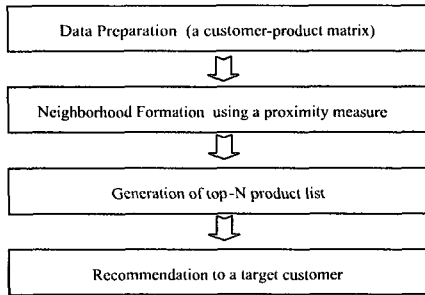 Data Preparation (a customer-product matrix)
Neighborhood Formation using a proximity measure
Generation of top-N product list
Recommendation to a target customer